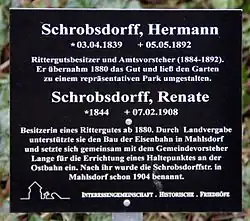 Schrobsdorff, Hermann
*03.04.1839 +05.05.1892
Rittergutsbesitzer und Amtsvorsteher (1884-1892).
Er übernahm 1880 das Gut und ließ den Garten
zu einem repräsentativen Park umgestalten.
Schrobsdorff, Renate
*1844 +07.02.1908
Besitzerin eines Rittergutes ab 1880. Durch Landvergabe
unterstützte sie den Bau der Eisenbahn in Mahlsdorf
und setzte sich gemeinsam mit dem Gemeindevorsteher
Lange für die Errichtung eines Haltepunktes an der
Ostbahn ein. Nach ihr wurde die Schrobsdorffstr. in
Mahlsdorf schon 1904 benannt.
Interessengemeinschaft - Historische - Friedhöfe